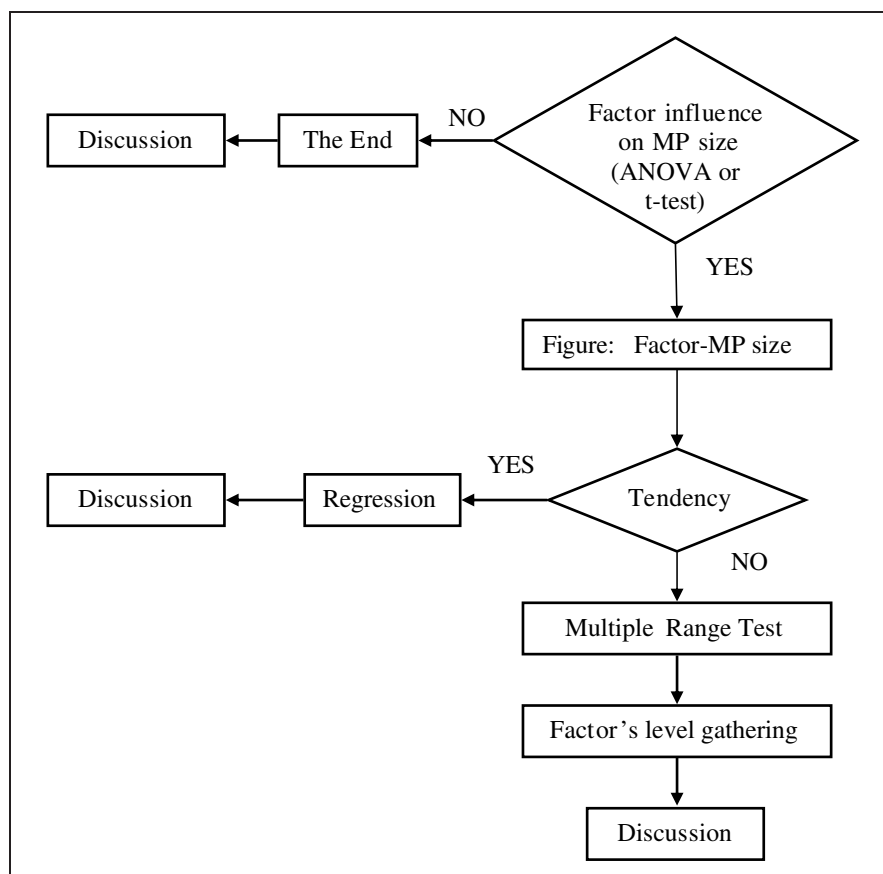 Factor influence
on MP size
(ANOVA or
t-test)
NO
The End
Discussion
YES
Figure: Factor-MP size
Tendency
YES
Regression
Discussion
NO
Multiple Range Test
Factor's level gathering
Discussion